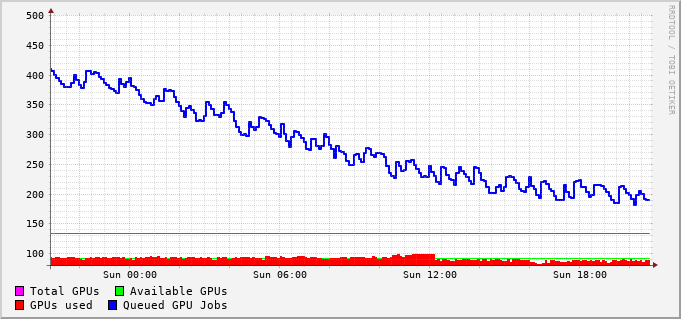 RRDTOOL / TOBI OETIKER
500
450
400
350
300
250
200
150
100
Sun 00:00 Sun 06:00 Sun 12:00 Sun 18:00
Total GPUs Available GPUs
GPUs used Queued GPU Jobs